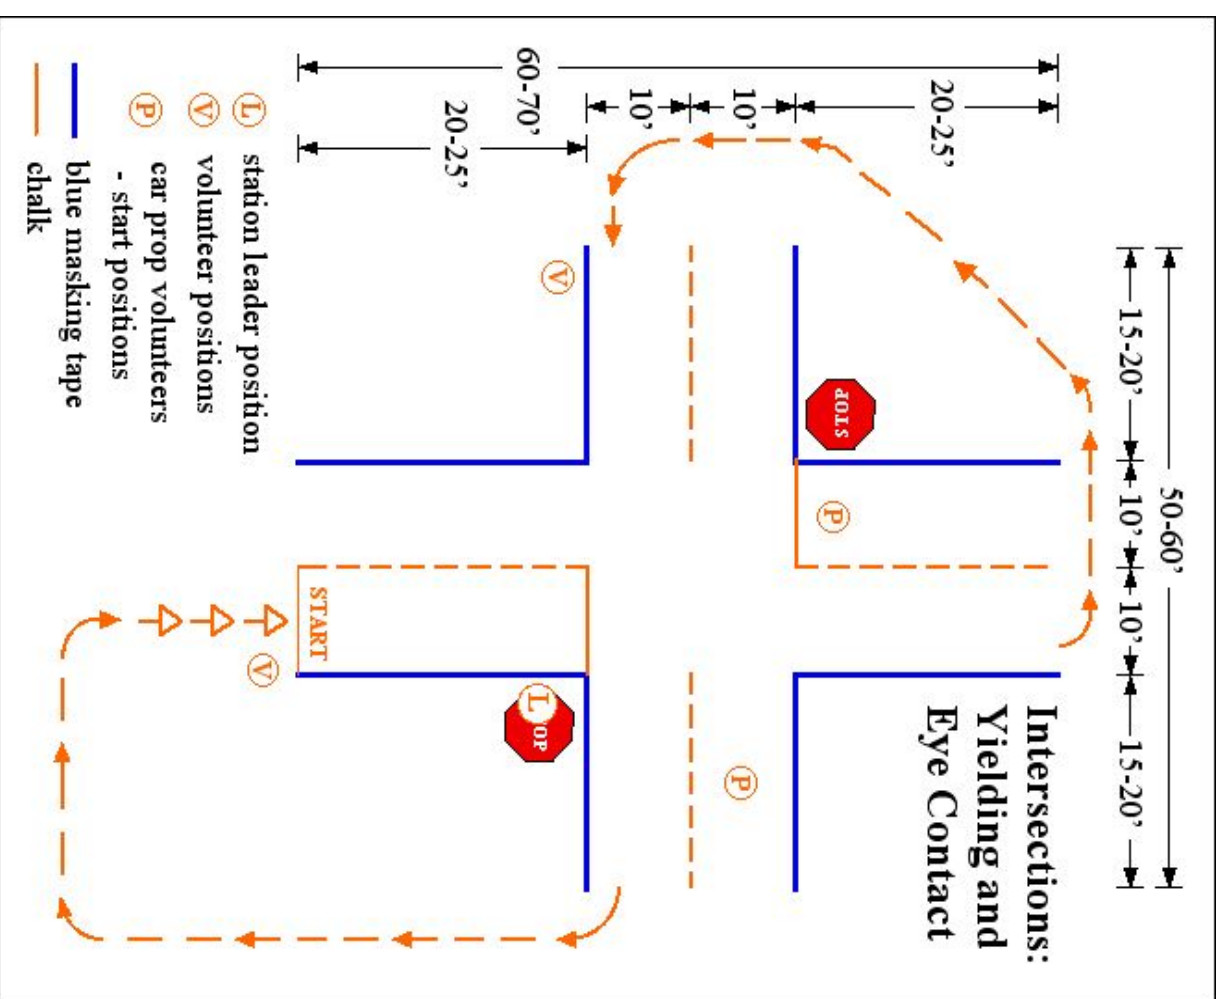 50-60’
15-20’ 10’ 10’ 15-20’
Intersections:
Yielding and
Eye Contact
20-25’
STOP
P
10’
P
10’
OP
L
V
60-70’
20-25’
START
V
L station leader position
V volunteer positions
P car prop volunteers
- start positions
blue masking tape
chalk